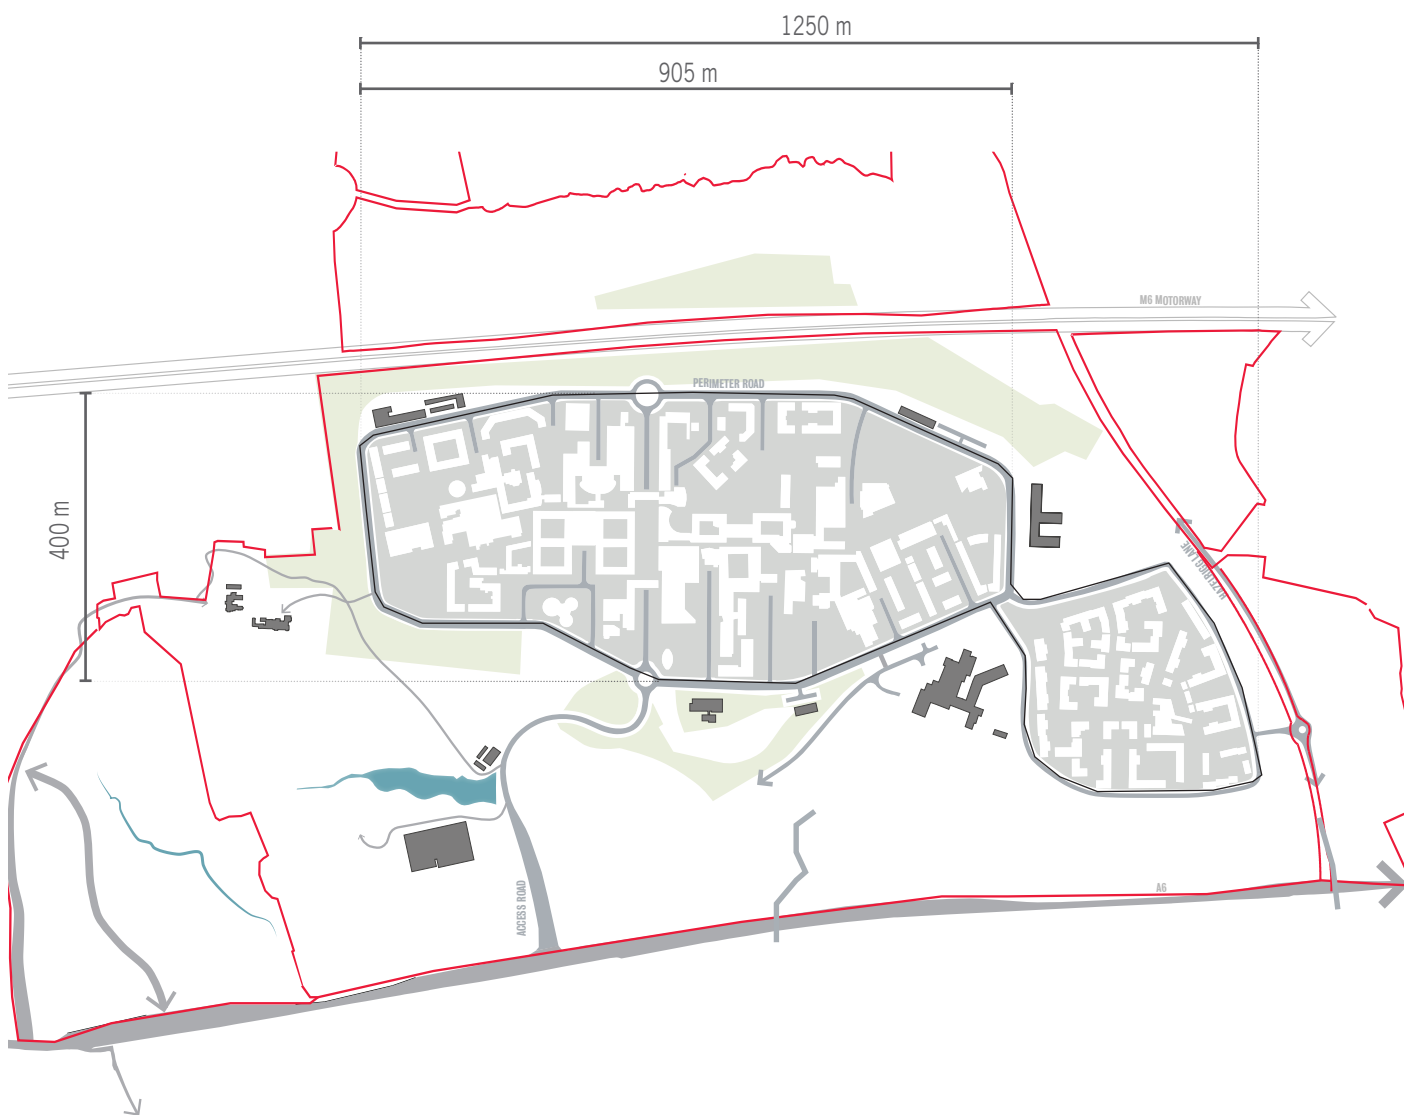 1250 m
905 m
M6 MOTORWAY
PERIMETER ROAD
400 m
HAZELRIGG LANE
ACCESS ROAD
A6